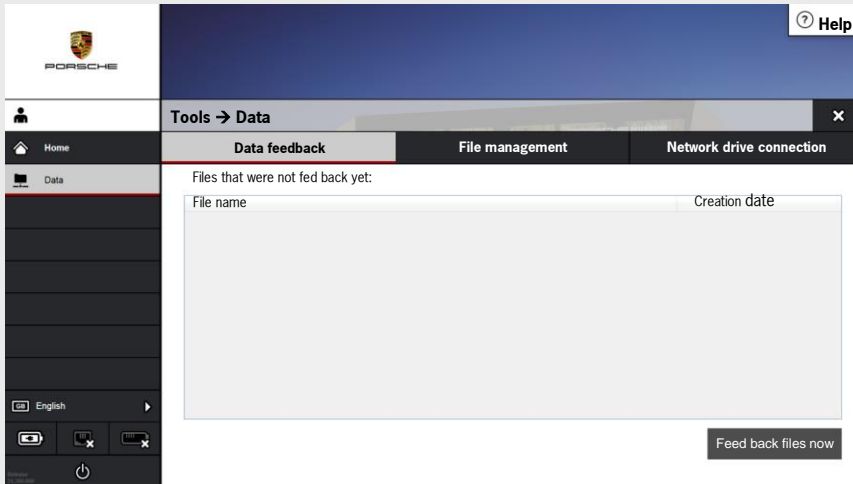 Help
PORSCHE
Tools → Data
Home
Data feedback
File management
Network drive connection
Data
Files that were not fed back yet:
File name
Creation date
GB English
Feed back files now